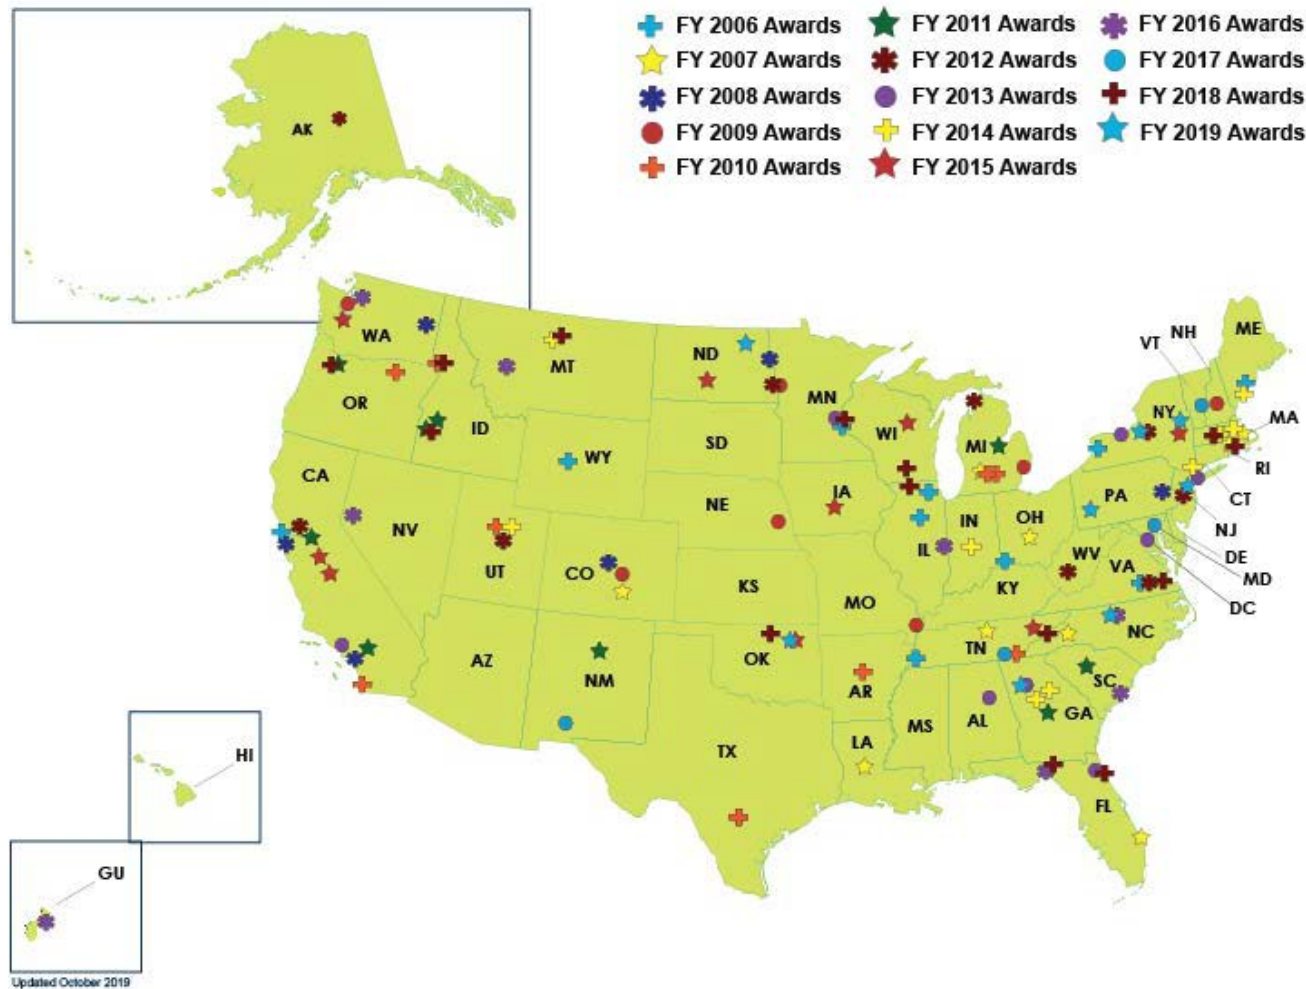 FY 2006 Awards FY 2011 Awards FY 2016 Awards
FY 2007 Awards FY 2012 Awards FY 2017 Awards
FY 2008 Awards FY 2013 Awards FY 2018 Awards
FY 2009 Awards FY 2014 Awards FY 2019 Awards
FY 2010 Awards FY 2015 Awards
AK
WA
MT
ND
MN
ME
VT
NH
OR
ID
WY
SD
WI
MI
NY
MA
RI
CT
NJ
DE
MD
DC
CA
NV
UT
CO
NE
KS
IA
MO
IL
IN
OH
PA
WV
VA
KY
NC
TN
SC
AZ
NM
OK
AR
TX
LA
MS
AL
GA
FL
HI
GU
Updated October 2019